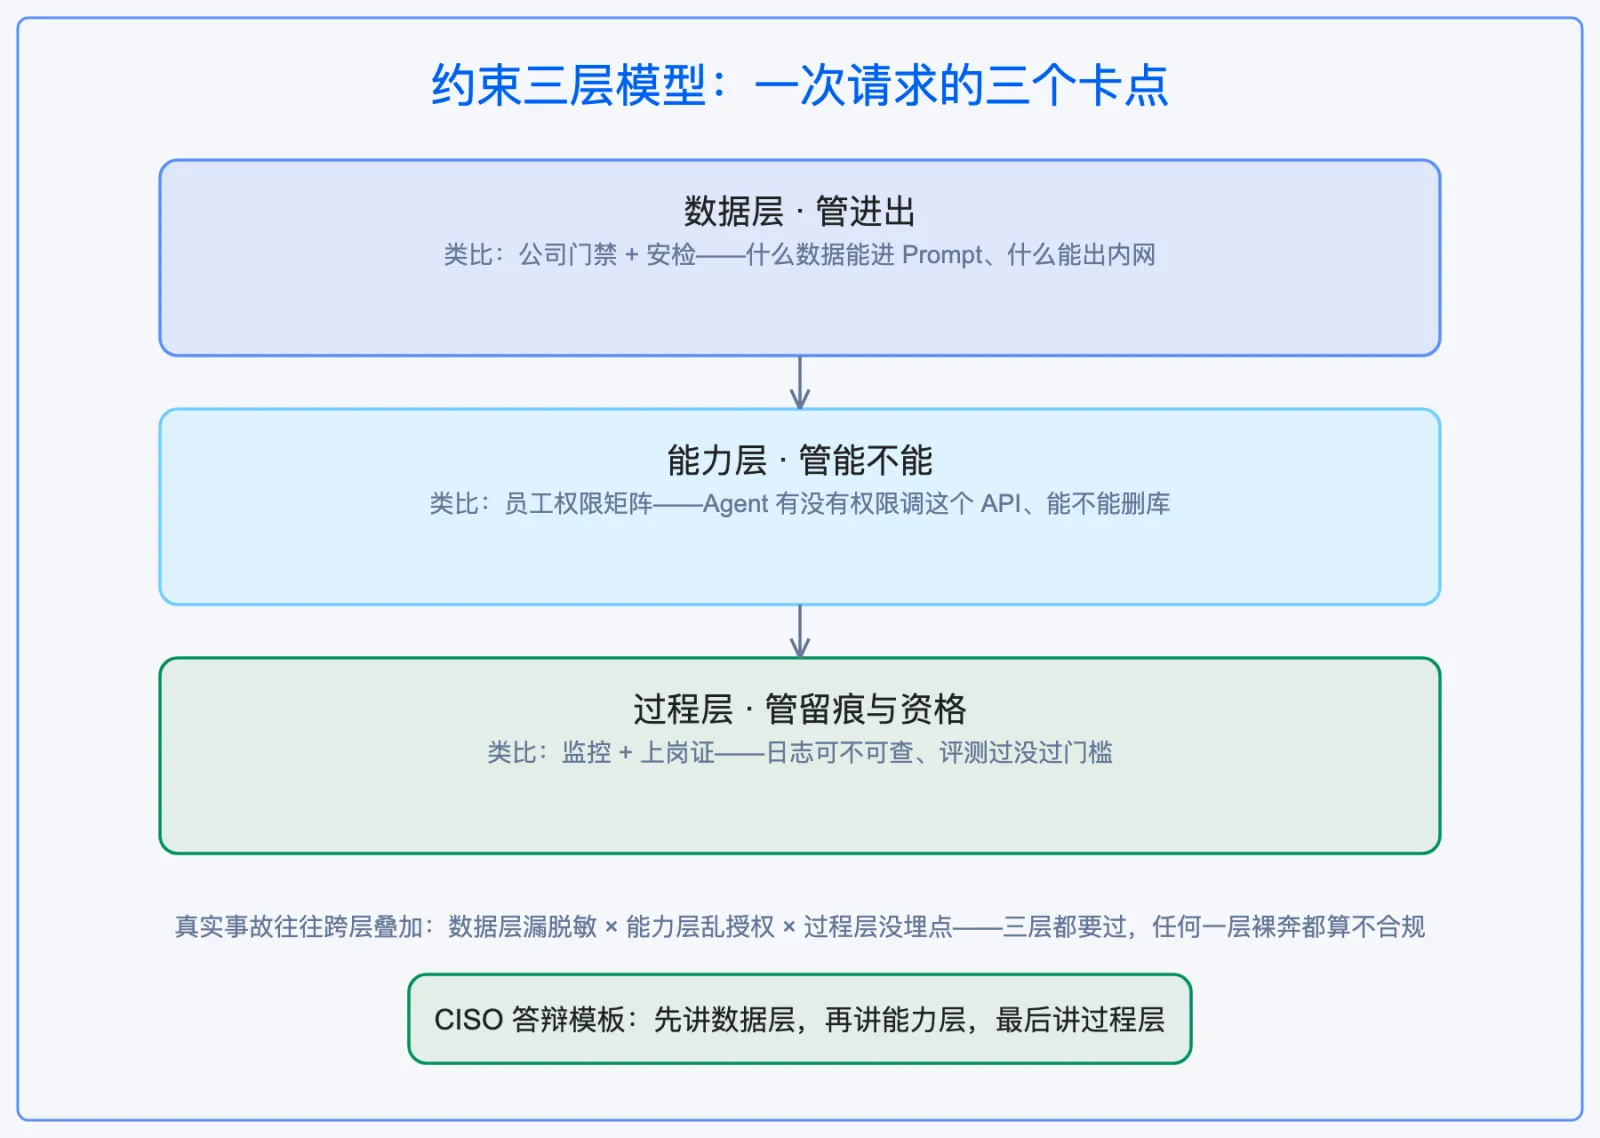 约束三层模型：一次请求的三个卡点
数据层 · 管进出
类比：公司门禁 + 安检——什么数据能进 Prompt、什么能出内网
能力层 · 管能不能
类比：员工权限矩阵——Agent 有没有权限调这个 API、能不能删库
过程层 · 管留痕与资格
类比：监控 + 上岗证——日志可不可查、评测过没过门槛
真实事故往往跨层叠加：数据层漏脱敏 × 能力层乱授权 × 过程层没埋点——三层都要过，任何一层裸奔都算不合规
CISO 答辩模板：先讲数据层，再讲能力层，最后讲过程层